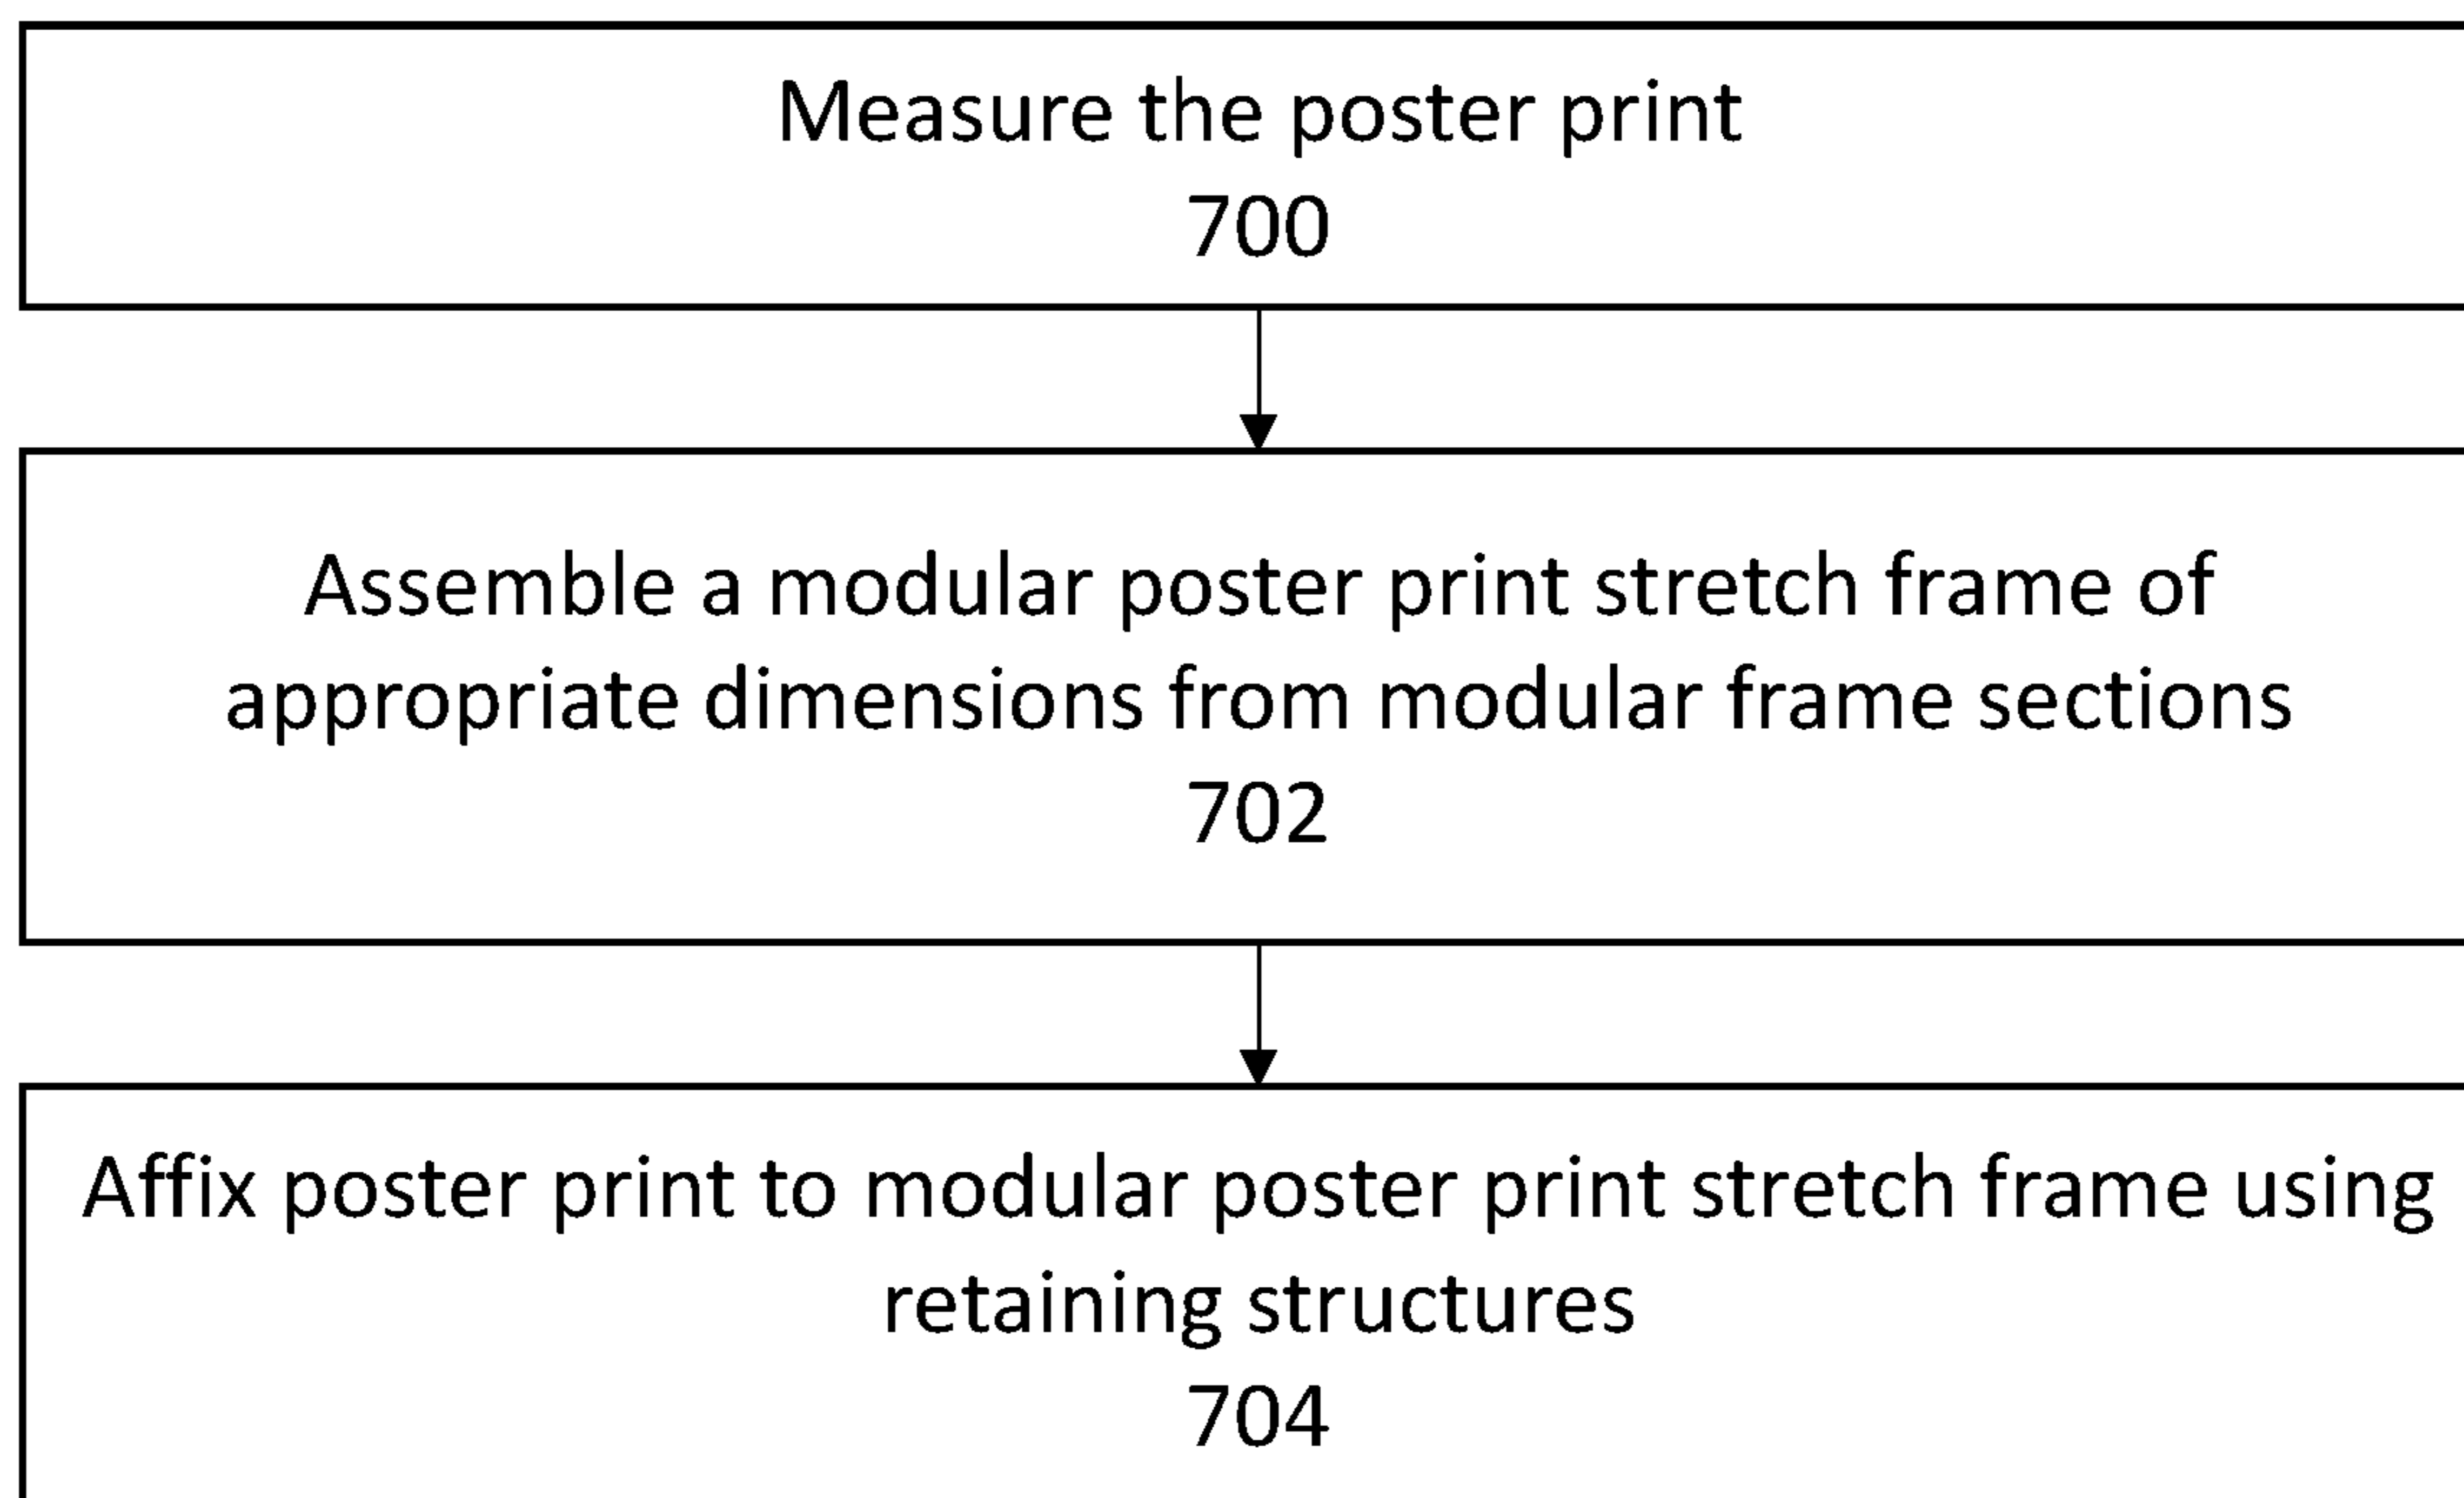 Measure the poster print
700
Assemble a modular poster print stretch frame of
appropriate dimensions from modular frame sections
702
Affix poster print to modular poster print stretch frame using
retaining structures
704